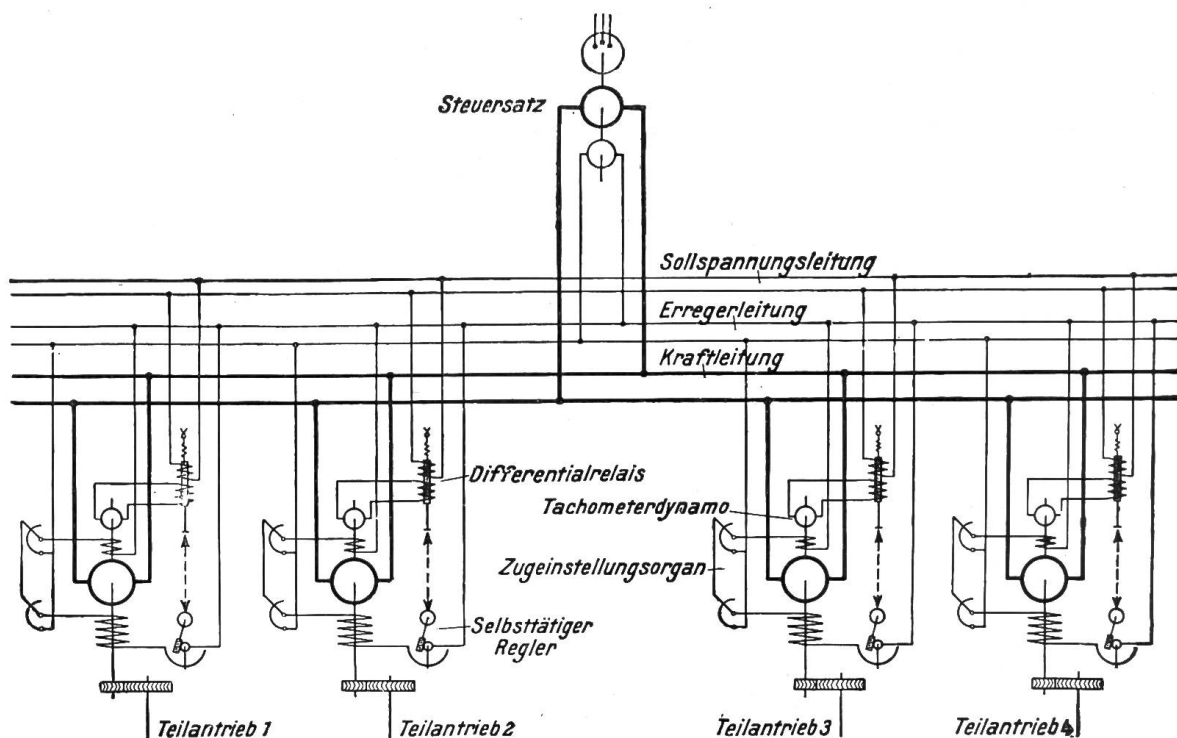 Steuersatz
Sollspannungsleitung
Erregerleitung
Kraftleitung
Differentialrelais
Tachometerdynamo
Zugeinstellungsorgan
Selbsttätiger
Regler
Teilantrieb 1
Teilantrieb 2
Teilantrieb 3
Teilantrieb 4